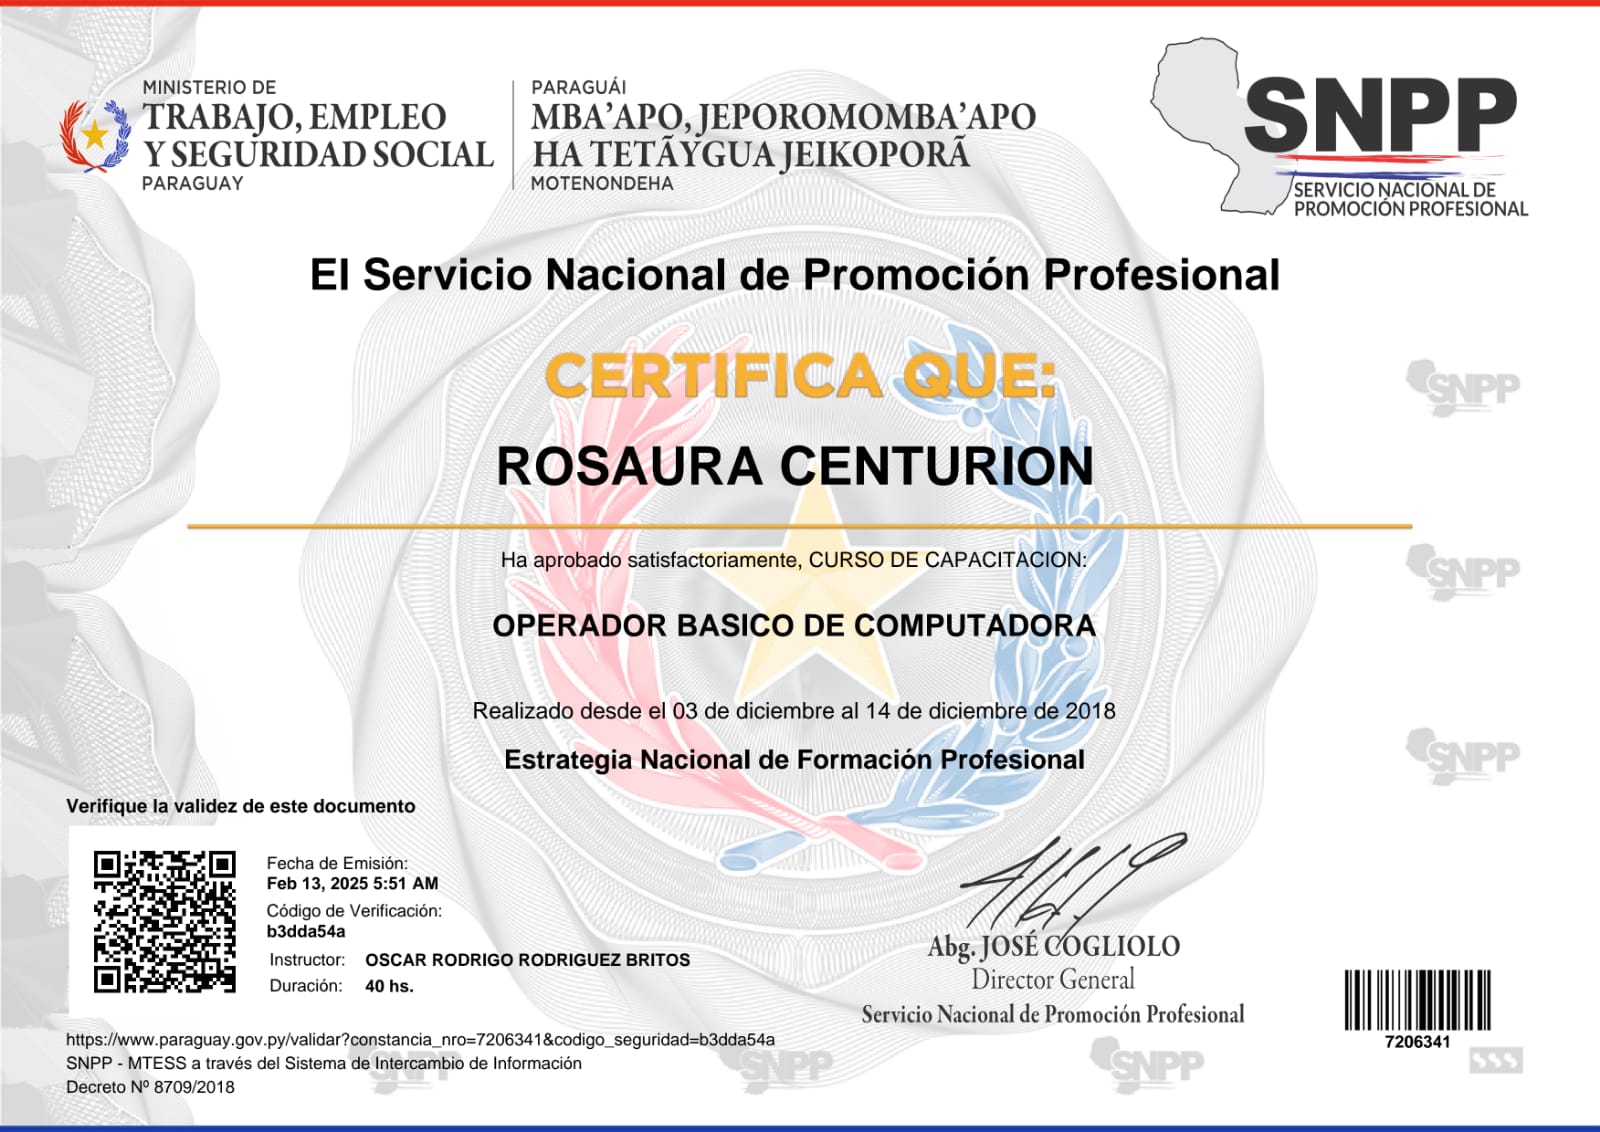 MINISTERIO DE
TRABAJO, EMPLEO
Y SEGURIDAD SOCIAL
PARAGUAY
PARAGUÁI
MBA'APO, JEPOROMOMBA'APO
HA TETÃYGUA JEIKOPORÃ
MOTENONDEHA
SNPP
SERVICIO NACIONAL DE
PROMOCIÓN PROFESIONAL
El Servicio Nacional de Promoción Profesional
CERTIFICA QUE:
ROSAURA CENTURION
Ha aprobado satisfactoriamente, CURSO DE CAPACITACION:
OPERADOR BASICO DE COMPUTADORA
Realizado desde el 03 de diciembre al 14 de diciembre de 2018
Estrategia Nacional de Formación Profesional
SNPP
SNPP
SNPP
Verifique la validez de este documento
Fecha de Emisión:
Feb 13, 2025 5:51 AM
Código de Verificación:
b3dda54a
Instructor: OSCAR RODRIGO RODRIGUEZ BRITOS
Duración: 40 hs.
Abg. JOSÉ COGLIOLO
Director General
Servicio Nacional de Promoción Profesional
7206341
https://www.paraguay.gov.py/validar?constancia_nro=7206341&codigo_seguridad=b3dda54a
SNPP - MTESS a través del Sistema de Intercambio de Información
Decreto Nº 8709/2018
SNPP
SNPP
SNPP